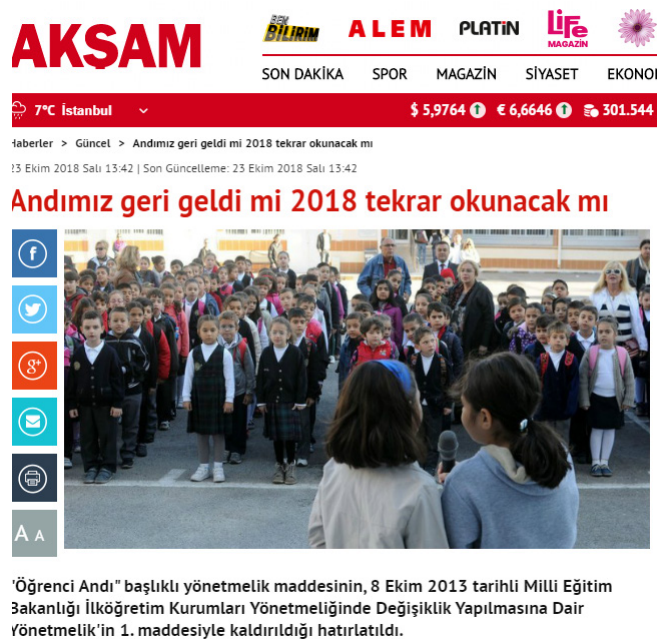 AKŞAM
BEN BİLİRİM ALEM PLATİN Life MAGAZİN
SON DAKİKA SPOR MAGAZİN SİYASET EKONOI
7°C İstanbul $ 5,9764 € 6,6646 301.544
Haberler > Güncel > Andımız geri geldi mi 2018 tekrar okunacak mı
23 Ekim 2018 Salı 13:42 | Son Güncelleme: 23 Ekim 2018 Salı 13:42
Andımız geri geldi mi 2018 tekrar okunacak mı
f
g+
A A
"Öğrenci Andı" başlıklı yönetmelik maddesinin, 8 Ekim 2013 tarihli Milli Eğitim
Bakanlığı İlköğretim Kurumları Yönetmeliğinde Değişiklik Yapılmasına Dair
Yönetmelik'in 1. maddesiyle kaldırıldığı hatırlatıldı.